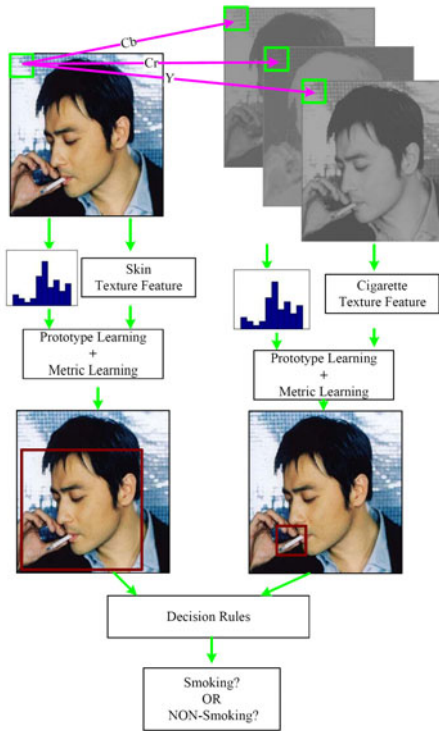 Cb
Cr
Y
Skin
Texture Feature
Cigarette
Texture Feature
Prototype Learning
+
Metric Learning
Prototype Learning
+
Metric Learning
Decision Rules
Smoking?
OR
NON-Smoking?